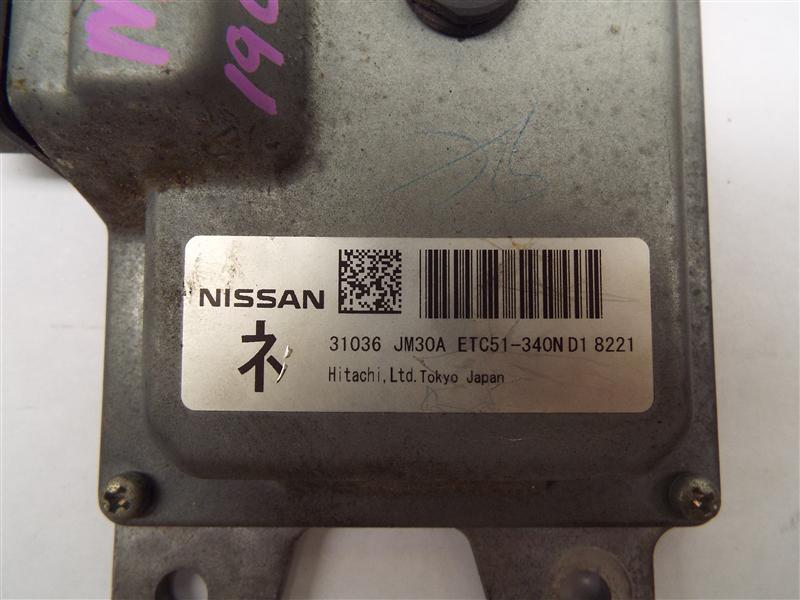 NISSAN
ネ
31036 JM30A ETC51-340N D1 8221
Hitachi,Ltd.Tokyo Japan